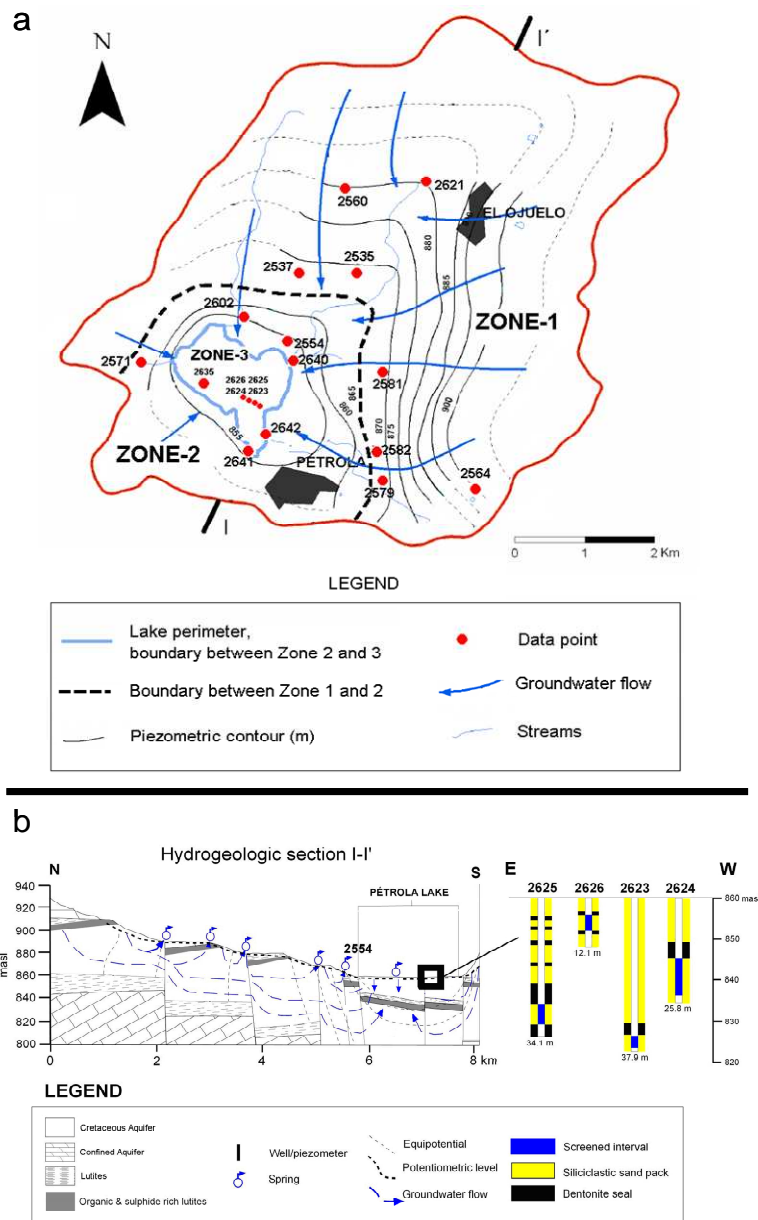 a
N
I´
2621
2560
EL OJUELO
880
2537
2535
885
2602
ZONE-1
2554
ZONE-3
2640
2571
2635
2626 2625
2624 2623
2581
865
860
900
870
875
855
2642
ZONE-2
PÉTROLA
2582
2641
2579
2564
I
0 1 2 Km
LEGEND
Lake perimeter,
boundary between Zone 2 and 3
Data point
Boundary between Zone 1 and 2
Groundwater flow
Piezometric contour (m)
Streams
b
Hydrogeologic section I-I'
N
S
E
W
940
920
900
880
860
840
820
800
masl
PÉTROLA LAKE
2554
0 2 4 6 8 km
2625 2626 2623 2624
860 mas
850
840
830
820
12.1 m
25.8 m
34.1 m
37.9 m
LEGEND
Cretaceous Aquifer
Confined Aquifer
Lutites
Organic & sulphide rich lutites
Well/piezometer
Spring
Equipotential
Potentiometric level
Groundwater flow
Screened interval
Siliciclastic sand pack
Dentonite seal